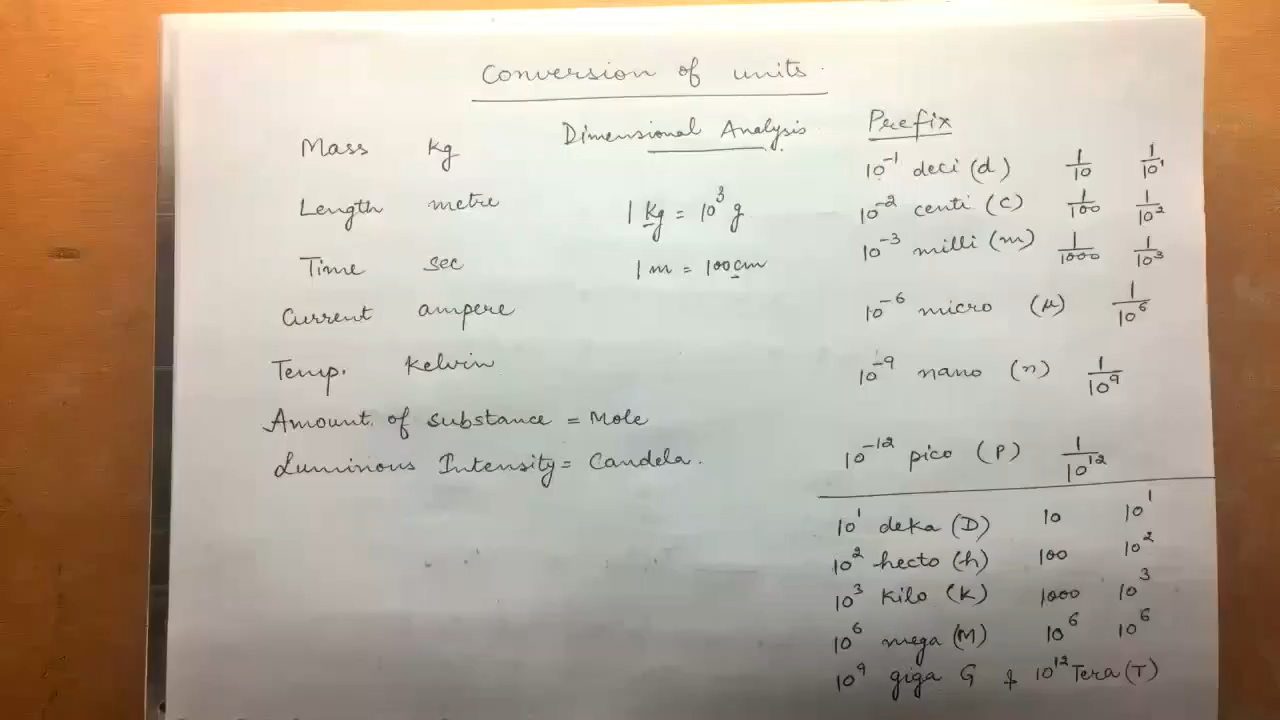 Conversion of units.
Dimensional Analysis
Prefix
Mass kg
Length metre
Time sec
Current ampere
Temp. Kelvin
Amount of substance = Mole
Luminous Intensity = Candela.
1 kg = 10³ g
1 m = 100cm
10⁻¹ deci (d) 1/10 1/10¹
10⁻² centi (c) 1/100 1/10²
10⁻³ milli (m) 1/1000 1/10³
10⁻⁶ micro (μ) 1/10⁶
10⁻⁹ nano (n) 1/10⁹
10⁻¹² pico (P) 1/10¹²
10¹ deka (D) 10 10¹
10² hecto (h) 100 10²
10³ Kilo (K) 1000 10³
10⁶ mega (M) 10⁶ 10⁶
10⁹ giga G & 10¹² Tera (T)